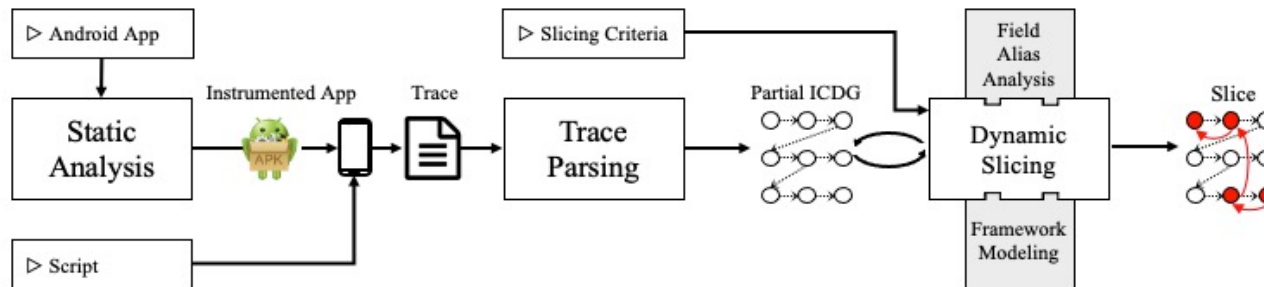 Android App
Slicing Criteria
Field
Alias
Analysis
Instrumented App
Trace
Partial ICDG
Slice
Static
Analysis
APK
Trace
Parsing
Dynamic
Slicing
Script
Framework
Modeling